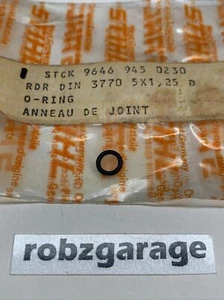 STCK 9646 945 0230
RDR DIN 3770 5X1,25 B
O-RING
ANNEAU DE JOINT
robzgarage